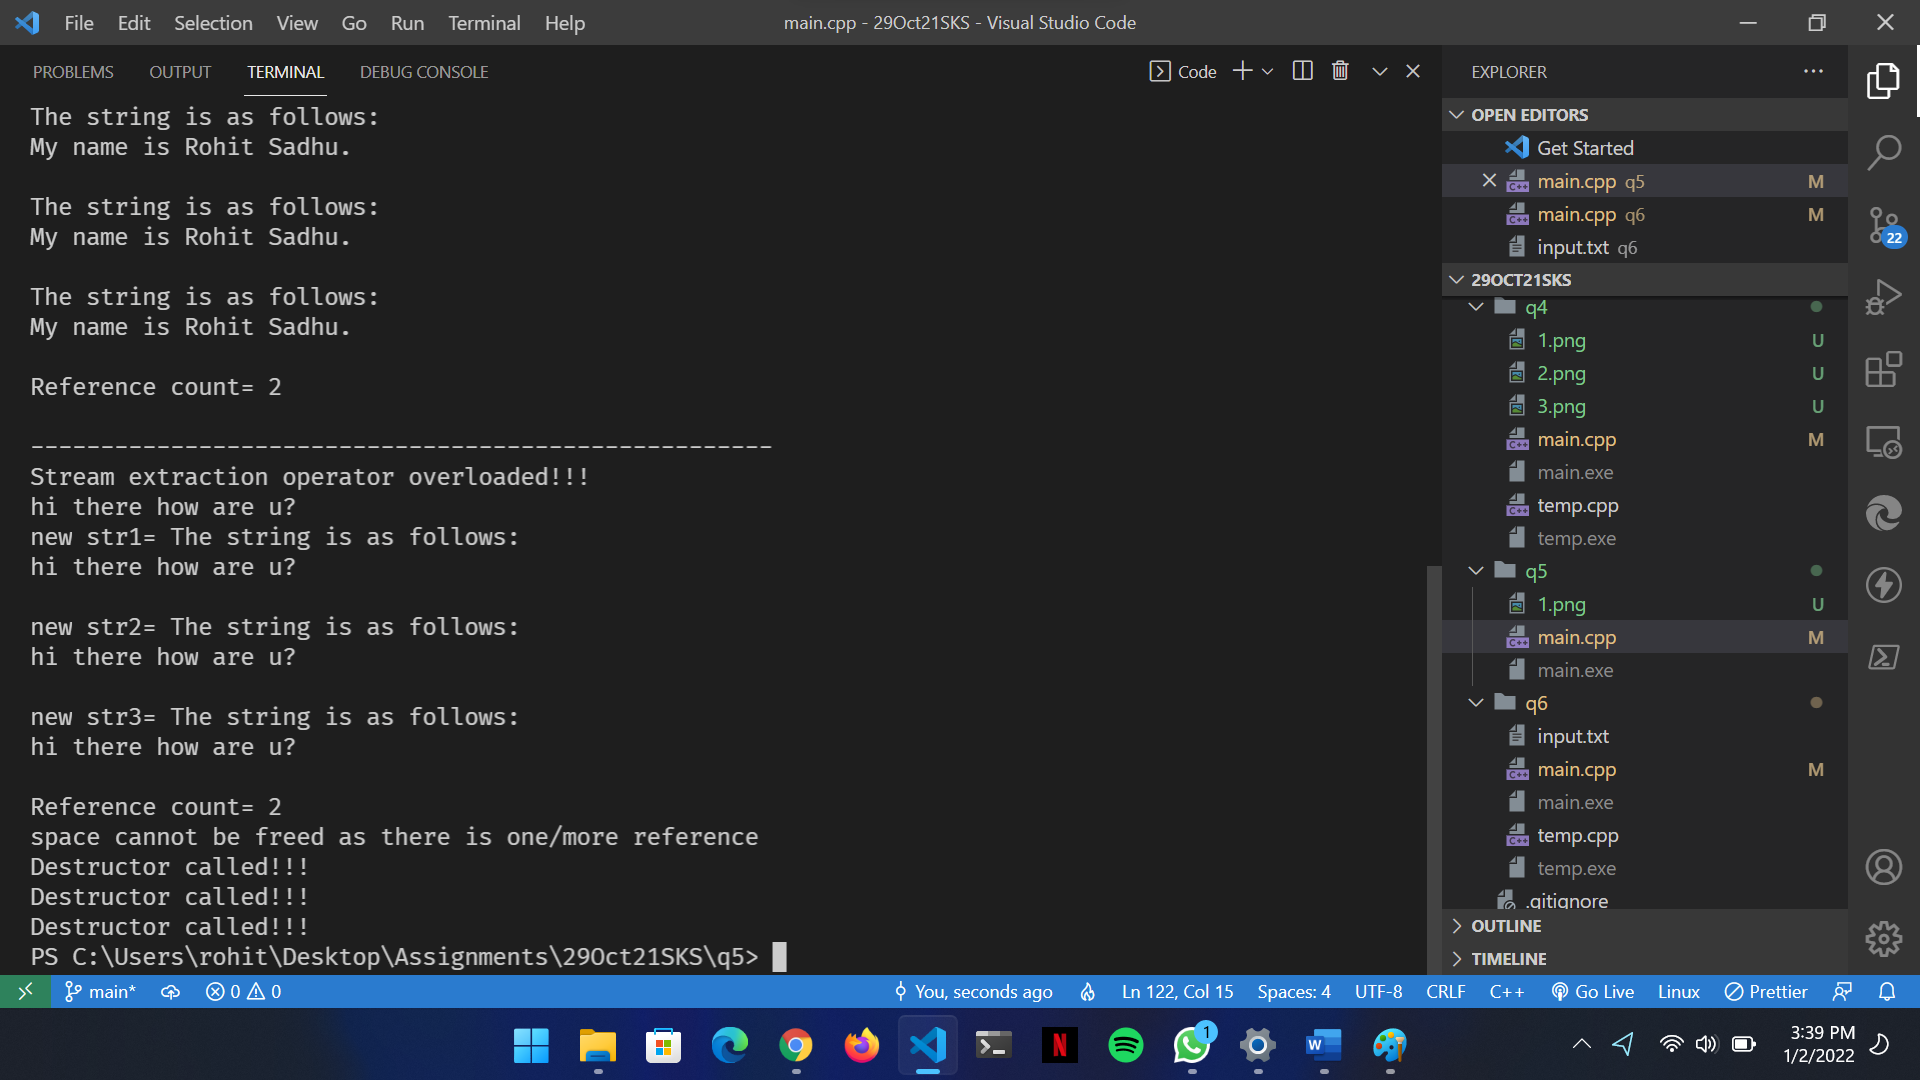 File Edit Selection View Go Run Terminal Help
main.cpp - 29Oct21SKS - Visual Studio Code
PROBLEMS OUTPUT TERMINAL DEBUG CONSOLE
Code
The string is as follows:
My name is Rohit Sadhu.
The string is as follows:
My name is Rohit Sadhu.
The string is as follows:
My name is Rohit Sadhu.
Reference count= 2
-----------------------------------------------------
Stream extraction operator overloaded!!!
hi there how are u?
new str1= The string is as follows:
hi there how are u?
new str2= The string is as follows:
hi there how are u?
new str3= The string is as follows:
hi there how are u?
Reference count= 2
space cannot be freed as there is one/more reference
Destructor called!!!
Destructor called!!!
Destructor called!!!
PS C:\Users\rohit\Desktop\Assignments\29Oct21SKS\q5>
EXPLORER
OPEN EDITORS
Get Started
main.cpp q5 M
main.cpp q6 M
input.txt q6
29OCT21SKS
q4
1.png U
2.png U
3.png U
main.cpp M
main.exe
temp.cpp
temp.exe
q5
1.png U
main.cpp M
main.exe
q6
input.txt
main.cpp M
main.exe
temp.cpp
temp.exe
.gitignore
OUTLINE
TIMELINE
22
main* 0 0
You, seconds ago Ln 122, Col 15 Spaces: 4 UTF-8 CRLF C++ Go Live Linux Prettier
1
3:39 PM
1/2/2022